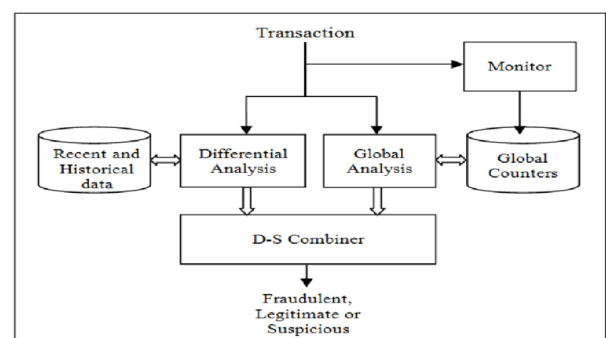 Transaction
Monitor
Recent and
Historical
data
Differential
Analysis
Global
Analysis
Global
Counters
D-S Combiner
Fraudulent,
Legitimate or
Suspicious